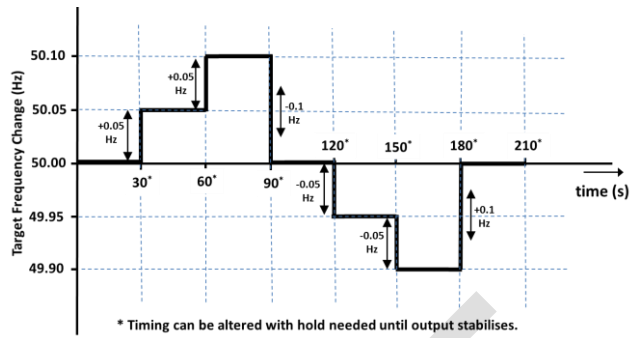 Target Frequency Change (Hz)
50.10
50.05
50.00
49.95
49.90
+0.05
Hz
+0.05
Hz
-0.1
Hz
-0.05
Hz
-0.05
Hz
+0.1
Hz
30*
60*
90*
120*
150*
180*
210*
time (s)
* Timing can be altered with hold needed until output stabilises.